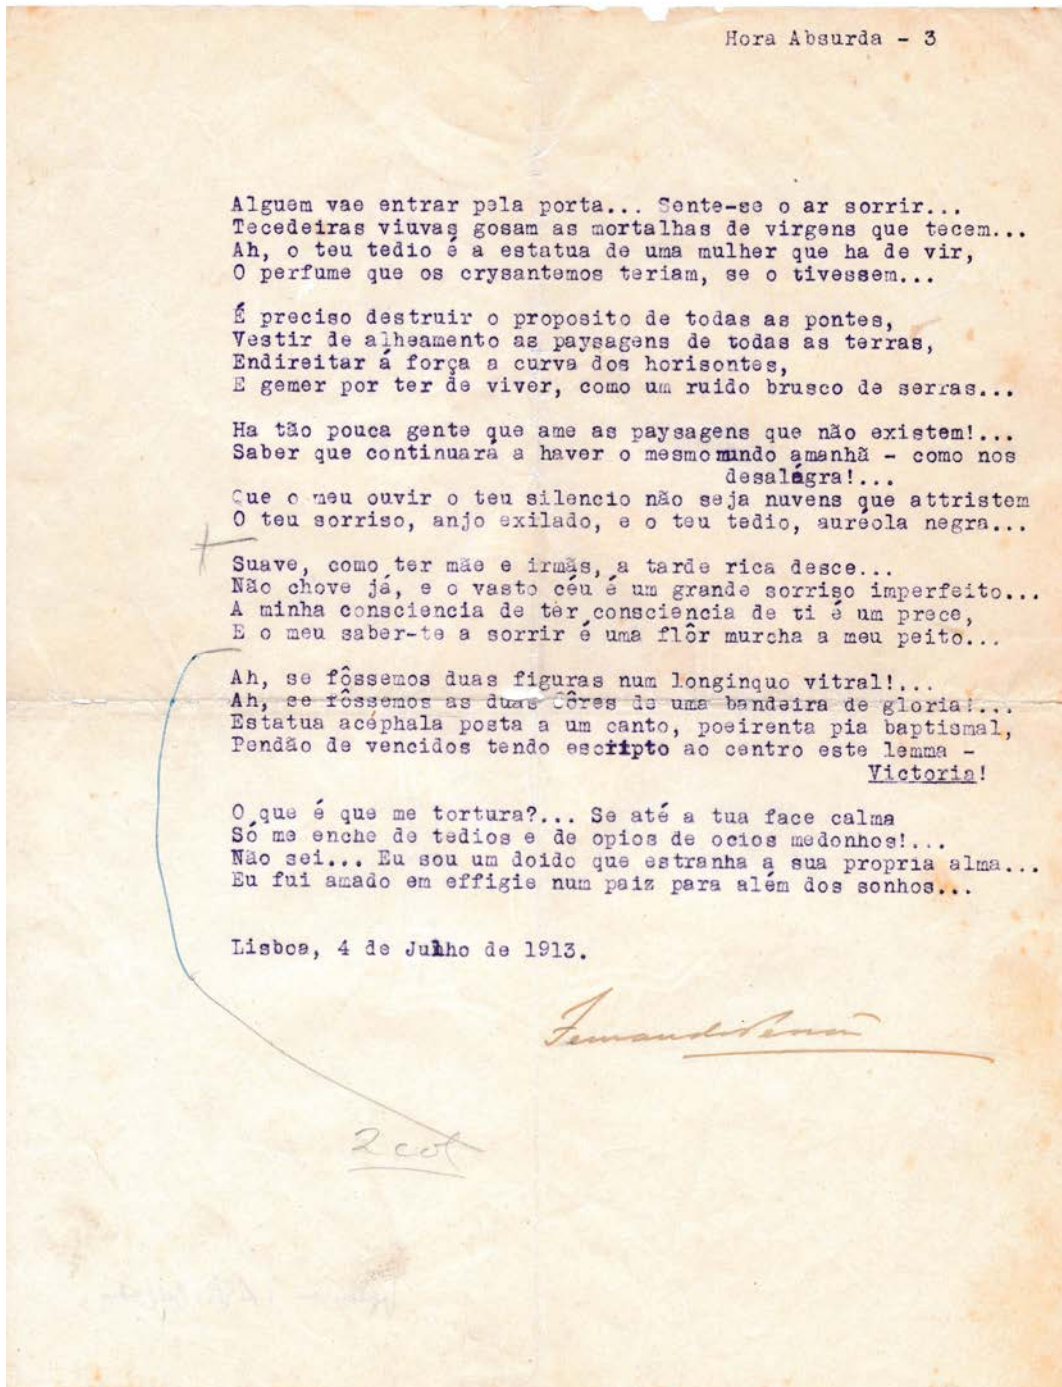 Hora Absurda - 3
Alguem vae entrar pela porta... Sente-se o ar sorrir...
Tecedeiras viuvas gosam as mortalhas de virgens que tecem...
Ah, o teu tedio é a estatua de uma mulher que ha de vir,
O perfume que os crysantemos teriam, se o tivessem...
É preciso destruir o proposito de todas as pontes,
Vestir de alheamento as paysagens de todas as terras,
Endireitar á força a curva dos horisontes,
E gemer por ter de viver, como um ruido brusco de serras...
Ha tão pouca gente que ame as paysagens que não existem!...
Saber que continuará a haver o mesmo mundo amanhã - como nos
desalégra!...
Que o meu ouvir o teu silencio não seja nuvens que attristem
O teu sorriso, anjo exilado, e o teu tedio, auréola negra...
Suave, como ter mãe e irmãs, a tarde rica desce...
Não chove já, e o vasto céu é um grande sorriso imperfeito...
A minha consciencia de têr consciencia de ti é um prece,
E o meu saber-te a sorrir é uma flôr murcha a meu peito...
Ah, se fôssemos duas figuras num longinquo vitral!...
Ah, se fôssemos as duas côres de uma bandeira de gloria!...
Estatua acéphala posta a um canto, poeirenta pia baptismal,
Pendão de vencidos tendo escripto ao centro este lemma -
Victoria!
O que é que me tortura?... Se até a tua face calma
Só me enche de tedios e de opios de ocios medonhos!...
Não sei... Eu sou um doido que estranha a sua propria alma...
Eu fui amado em effigie num paiz para além dos sonhos...
Lisboa, 4 de Julho de 1913.
Fernando Pessôa
2 col